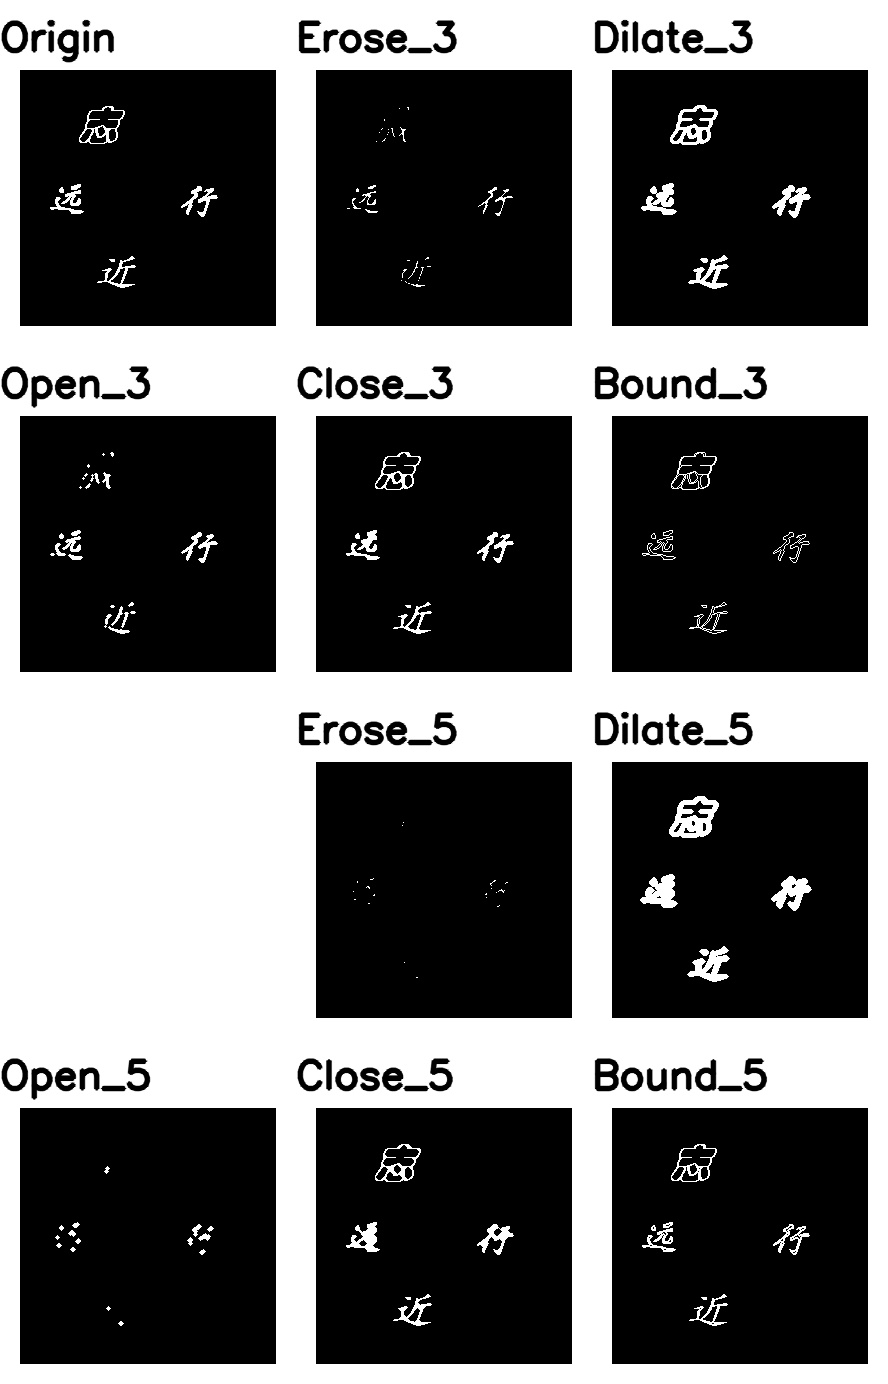 Origin Erose_3 Dilate_3
志
远 行
近
志
远 行
近
志
远 行
近
Open_3 Close_3 Bound_3
远 行
近
志
远 行
近
志
远 行
近
Erose_5 Dilate_5
志
远 行
近
Open_5 Close_5 Bound_5
志
远 行
近
志
远 行
近